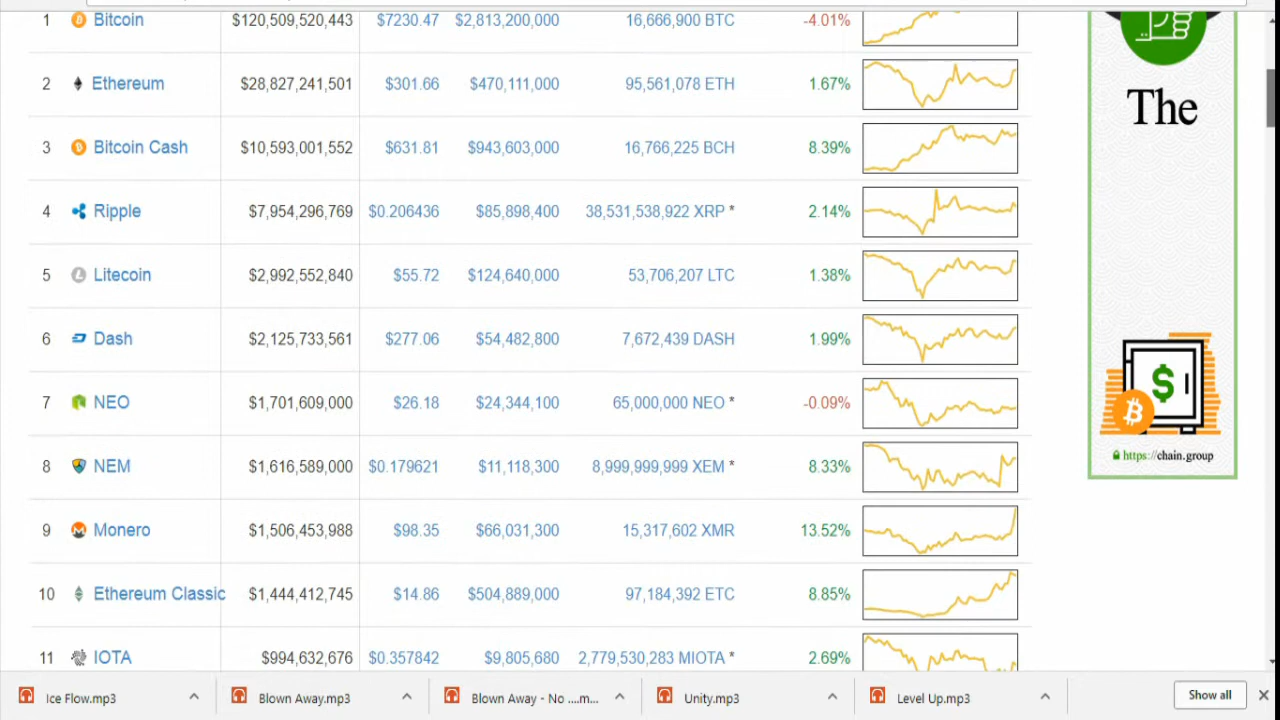 1 Bitcoin $120,509,520,443 $7230.47 $2,813,200,000 16,666,900 BTC -4.01%
2 Ethereum $28,827,241,501 $301.66 $470,111,000 95,561,078 ETH 1.67%
3 Bitcoin Cash $10,593,001,552 $631.81 $943,603,000 16,766,225 BCH 8.39%
4 Ripple $7,954,296,769 $0.206436 $85,898,400 38,531,538,922 XRP * 2.14%
5 Litecoin $2,992,552,840 $55.72 $124,640,000 53,706,207 LTC 1.38%
6 Dash $2,125,733,561 $277.06 $54,482,800 7,672,439 DASH 1.99%
7 NEO $1,701,609,000 $26.18 $24,344,100 65,000,000 NEO * -0.09%
8 NEM $1,616,589,000 $0.179621 $11,118,300 8,999,999,999 XEM * 8.33%
9 Monero $1,506,453,988 $98.35 $66,031,300 15,317,602 XMR 13.52%
10 Ethereum Classic $1,444,412,745 $14.86 $504,889,000 97,184,392 ETC 8.85%
11 IOTA $994,632,676 $0.357842 $9,805,680 2,779,530,283 MIOTA * 2.69%
The
$
https://chain.group
Ice Flow.mp3 Blown Away.mp3 Blown Away - No ....m... Unity.mp3 Level Up.mp3 Show all